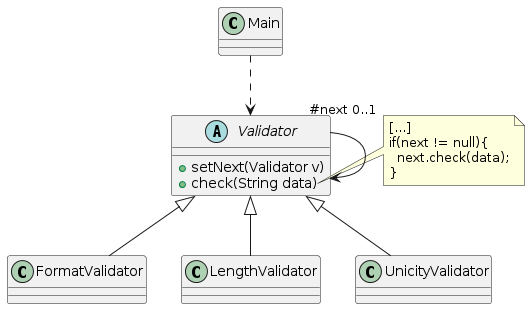 C Main
#next 0..1
A Validator
setNext(Validator v)
check(String data)
[...]
if(next != null){
next.check(data);
}
C FormatValidator
C LengthValidator
C UnicityValidator